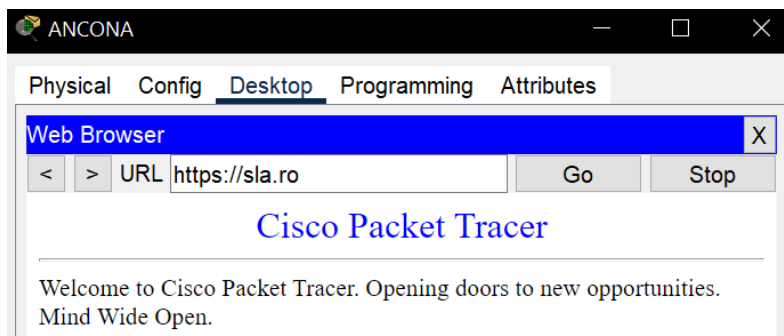 ANCONA
Physical Config Desktop Programming Attributes
Web Browser X
< > URL https://sla.ro Go Stop
Cisco Packet Tracer
Welcome to Cisco Packet Tracer. Opening doors to new opportunities.
Mind Wide Open.